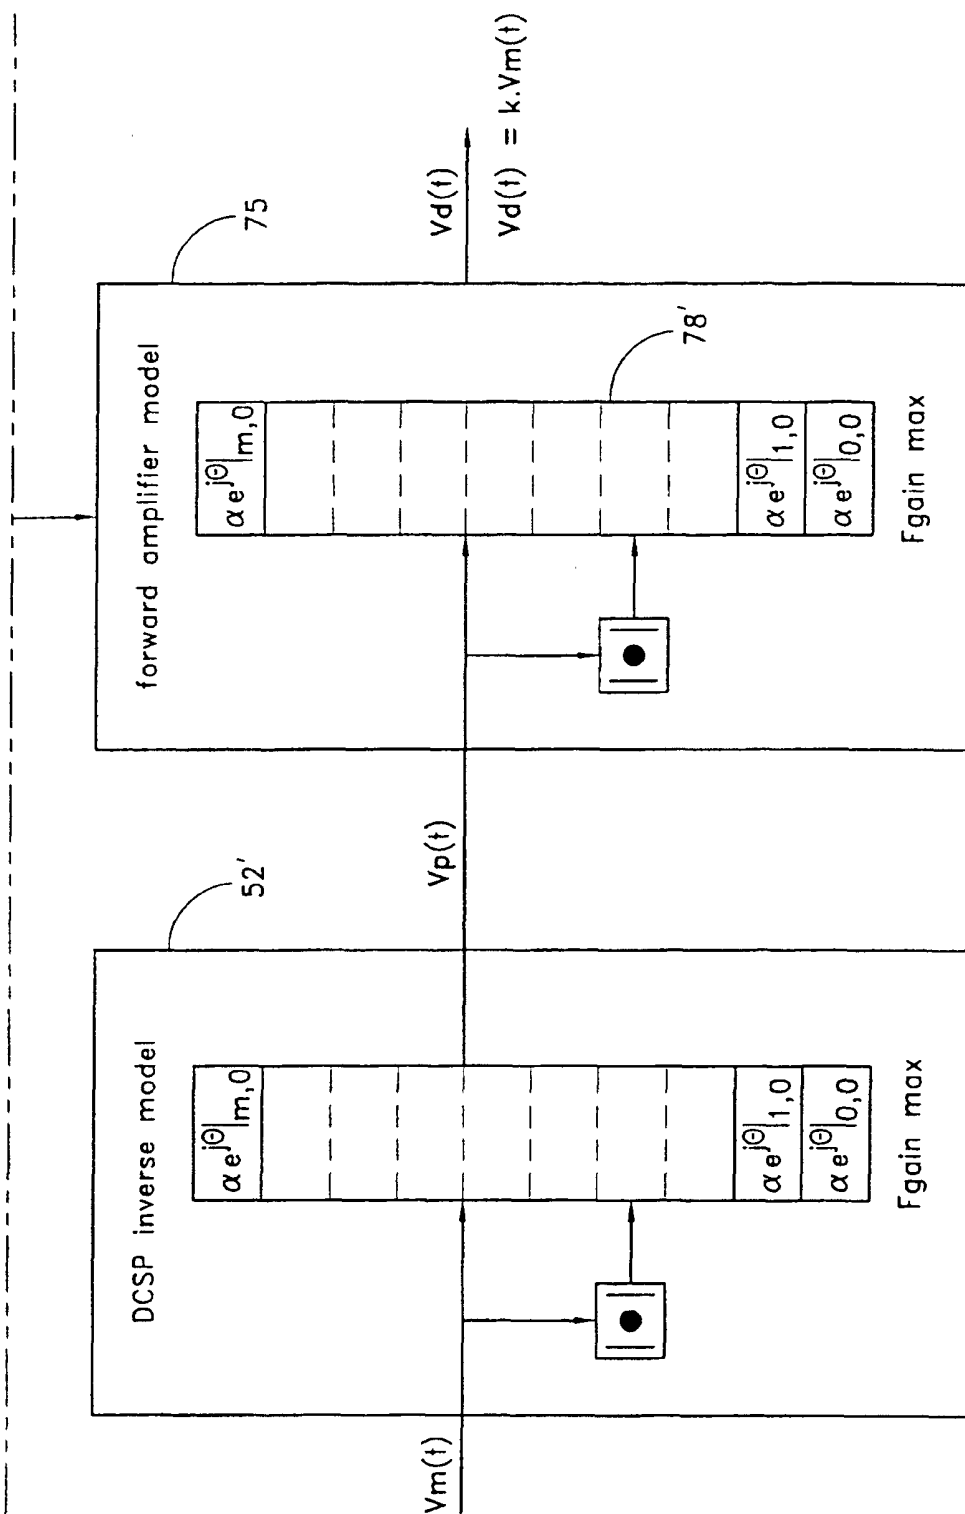 Vm(t)
DCSP inverse model
αe^jΘ|m,0
αe^jΘ|1,0
αe^jΘ|0,0
Fgain max
52'
Vp(t)
forward amplifier model
αe^jΘ|m,0
αe^jΘ|1,0
αe^jΘ|0,0
Fgain max
78'
75
Vd(t)
Vd(t) = k.Vm(t)